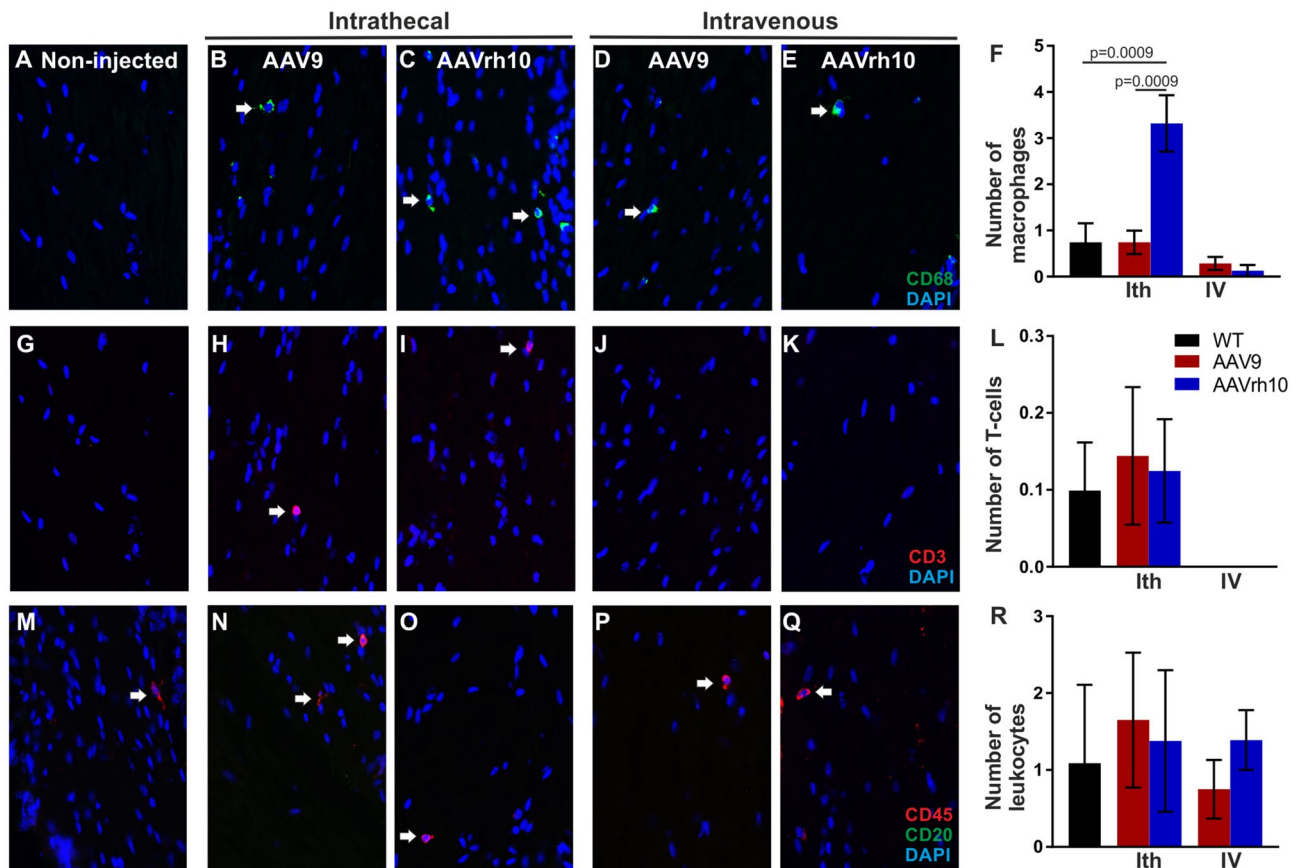 Intrathecal
Intravenous
A Non-injected
B AAV9
C AAVrh10
D AAV9
E AAVrh10
CD68
DAPI
F
5
4
3
2
1
0
Number of
macrophages
p=0.0009
p=0.0009
Ith
IV
G
H
I
J
K
CD3
DAPI
L
0.3
0.2
0.1
0.0
Number of T-cells
WT
AAV9
AAVrh10
Ith
IV
M
N
O
P
Q
CD45
CD20
DAPI
R
3
2
1
0
Number of
leukocytes
Ith
IV